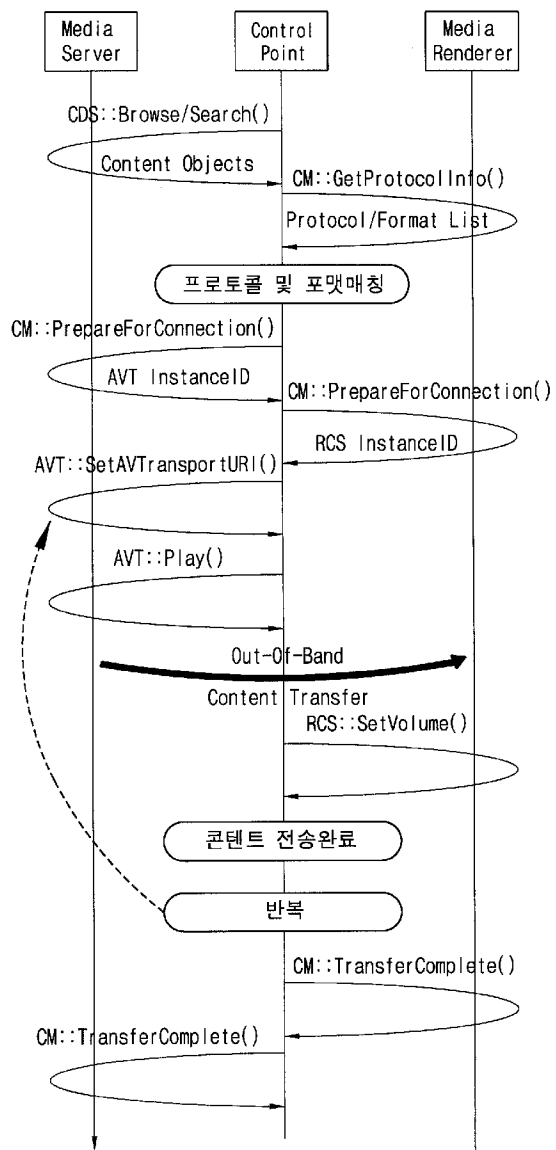 Media
Server
Control
Point
Media
Renderer
CDS::Browse/Search()
Content Objects
CM::GetProtocolInfo()
Protocol/Format List
프로토콜 및 포맷매칭
CM::PrepareForConnection()
AVT InstanceID
CM::PrepareForConnection()
RCS InstanceID
AVT::SetAVTransportURI()
AVT::Play()
Out-Of-Band
Content Transfer
RCS::SetVolume()
콘텐트 전송완료
반복
CM::TransferComplete()
CM::TransferComplete()